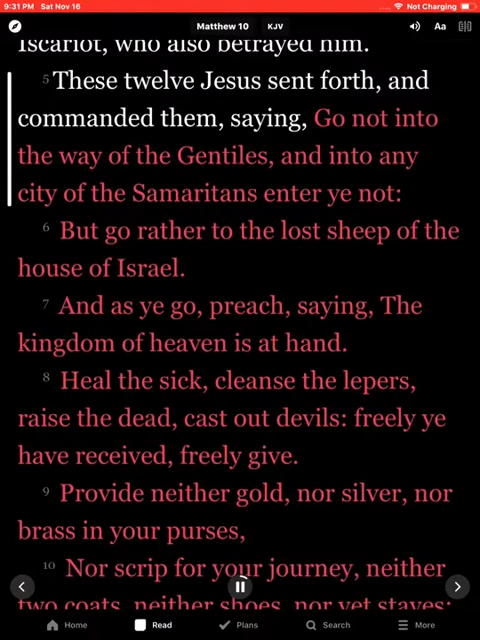 9:31 PM Sat Nov 16 Not Charging
Matthew 10 KJV Aa
Iscariot, who also betrayed him.
5 These twelve Jesus sent forth, and
commanded them, saying, Go not into
the way of the Gentiles, and into any
city of the Samaritans enter ye not:
6 But go rather to the lost sheep of the
house of Israel.
7 And as ye go, preach, saying, The
kingdom of heaven is at hand.
8 Heal the sick, cleanse the lepers,
raise the dead, cast out devils: freely ye
have received, freely give.
9 Provide neither gold, nor silver, nor
brass in your purses,
10 Nor scrip for your journey, neither
two coats, neither shoes, nor yet staves:
Home Read Plans Search More